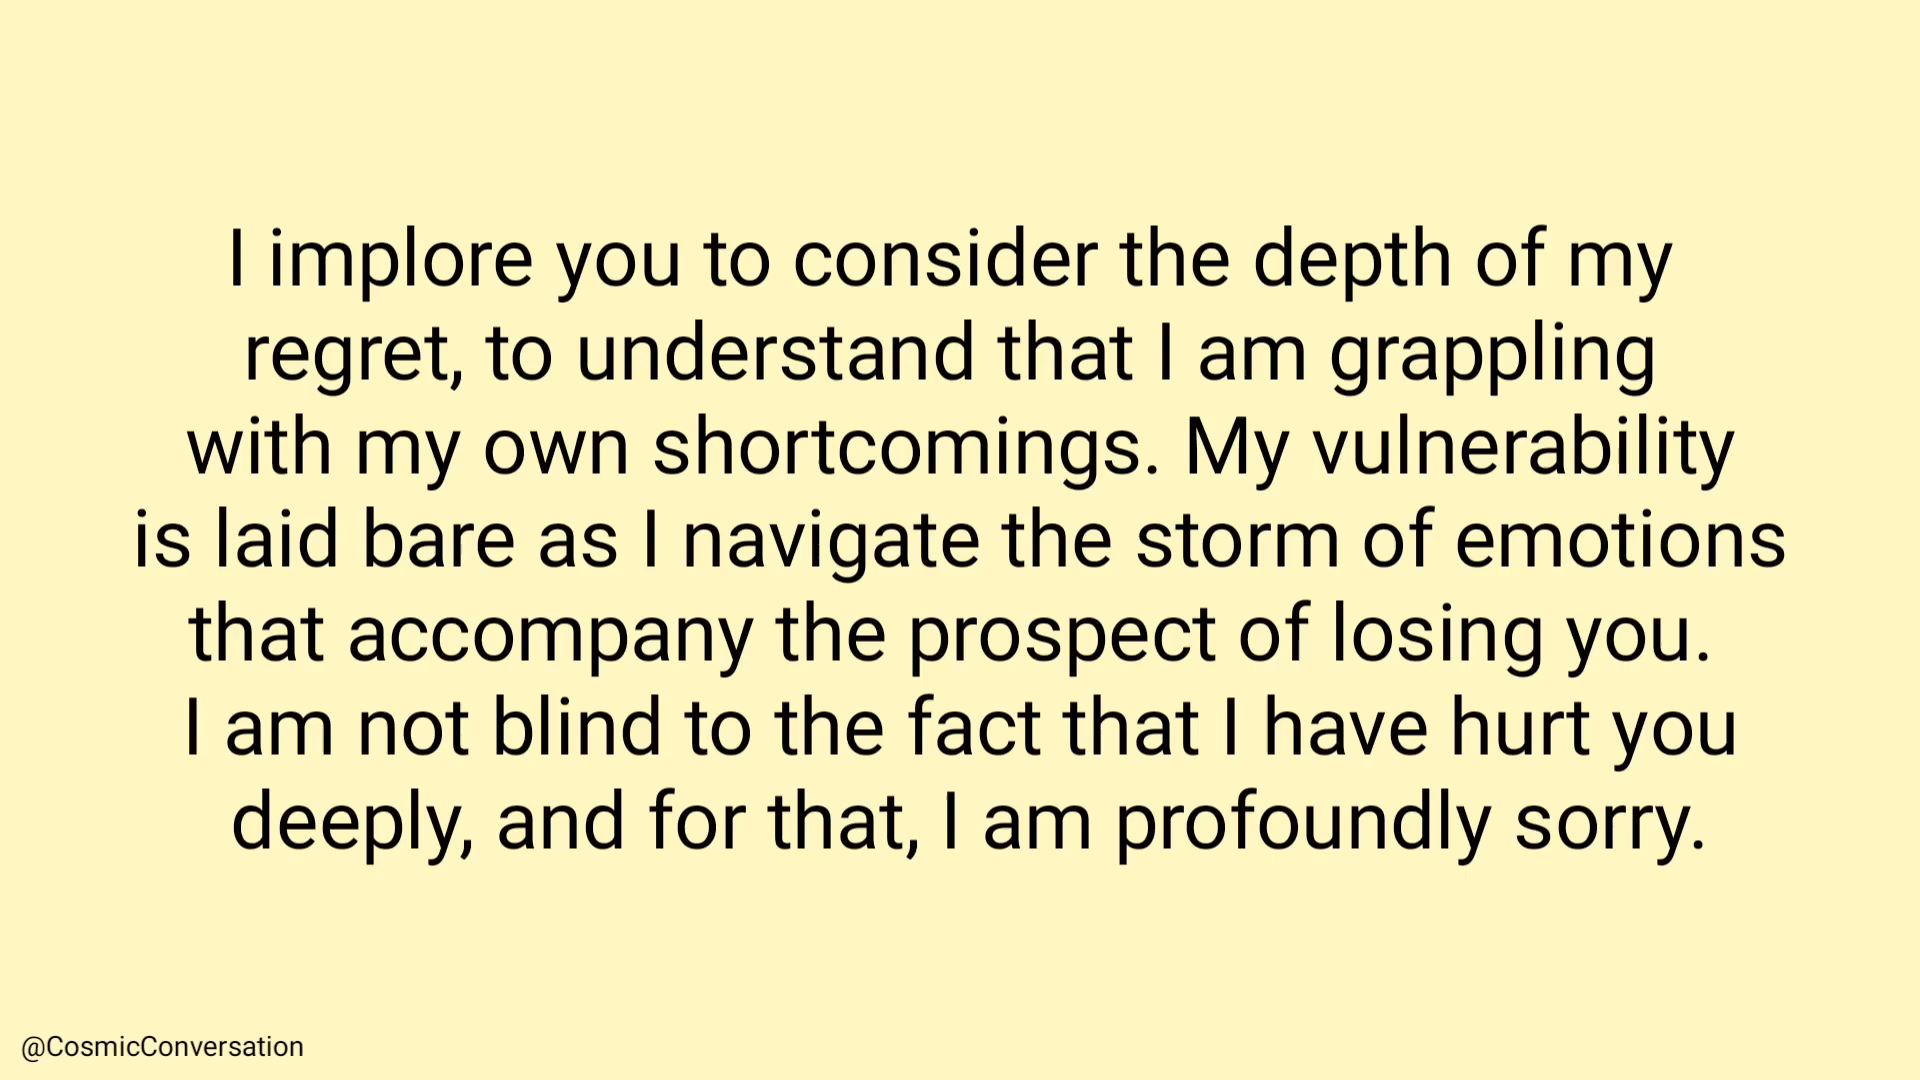 I implore you to consider the depth of my
regret, to understand that I am grappling
with my own shortcomings. My vulnerability
is laid bare as I navigate the storm of emotions
that accompany the prospect of losing you.
I am not blind to the fact that I have hurt you
deeply, and for that, I am profoundly sorry.
@CosmicConversation